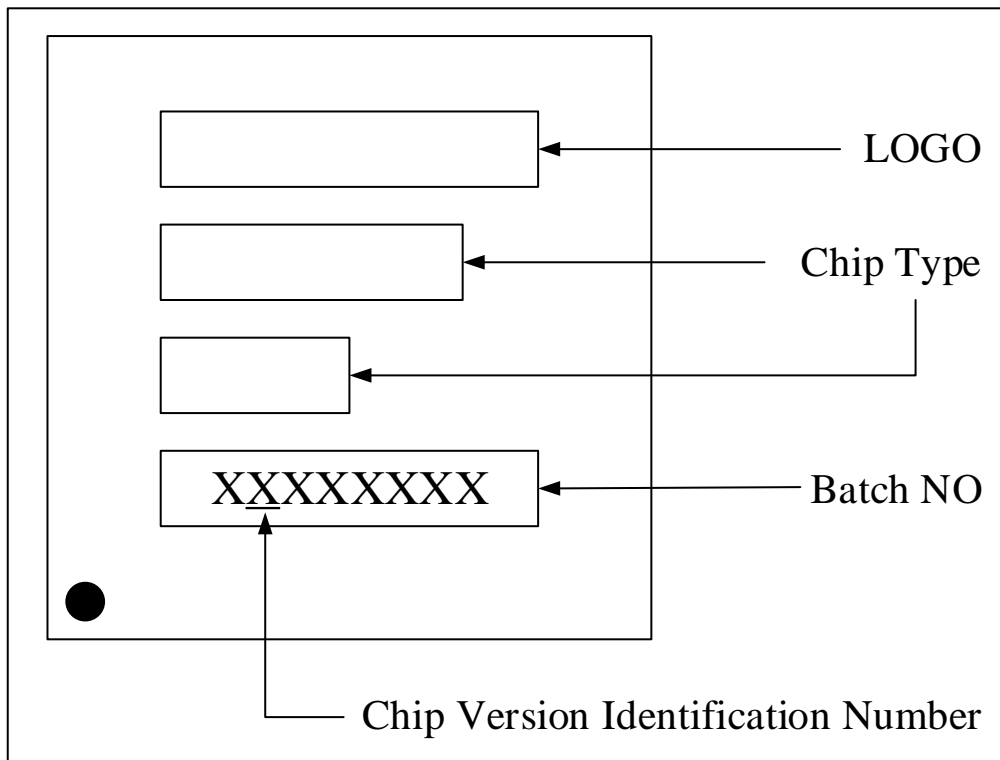 LOGO
Chip Type
XXXXXXXX
Batch NO
Chip Version Identification Number